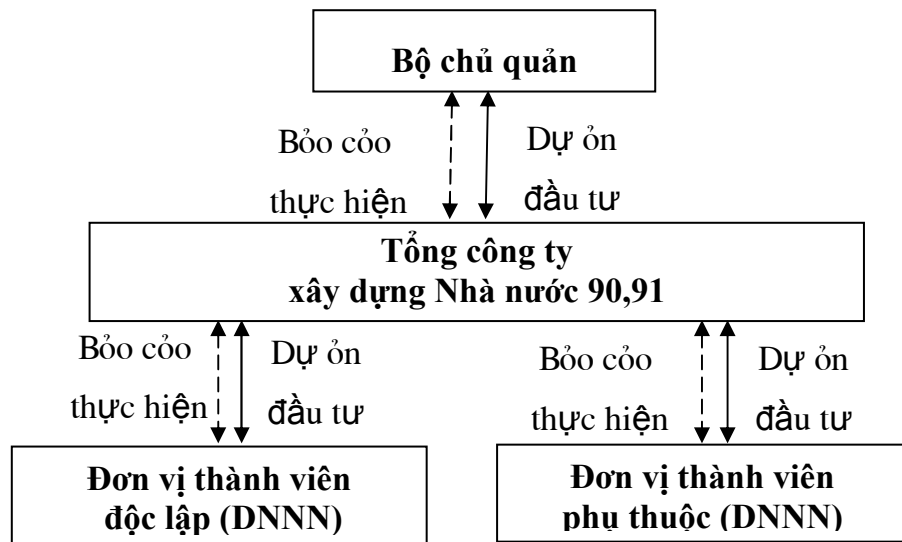 Bộ chủ quản
Bỏo cỏo
thực hiện
Dự ỏn
đầu tư
Tổng công ty
xây dựng Nhà nước 90,91
Bỏo cỏo
thực hiện
Dự ỏn
đầu tư
Bỏo cỏo
thực hiện
Dự ỏn
đầu tư
Đơn vị thành viên
độc lập (DNNN)
Đơn vị thành viên
phụ thuộc (DNNN)